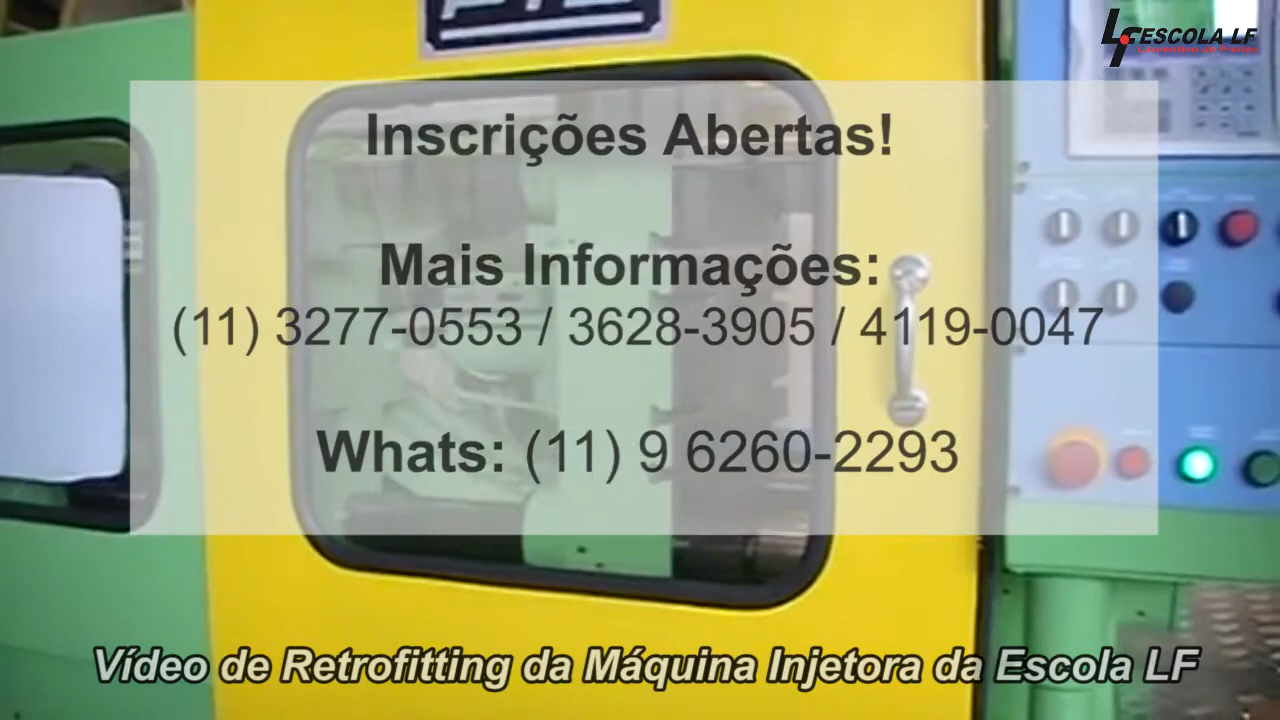 ESCOLA LF
Inscrições Abertas!
Mais Informações:
(11) 3277-0553 / 3628-3905 / 4119-0047
Whats: (11) 9 6260-2293
Vídeo de Retrofitting da Máquina Injetora da Escola LF